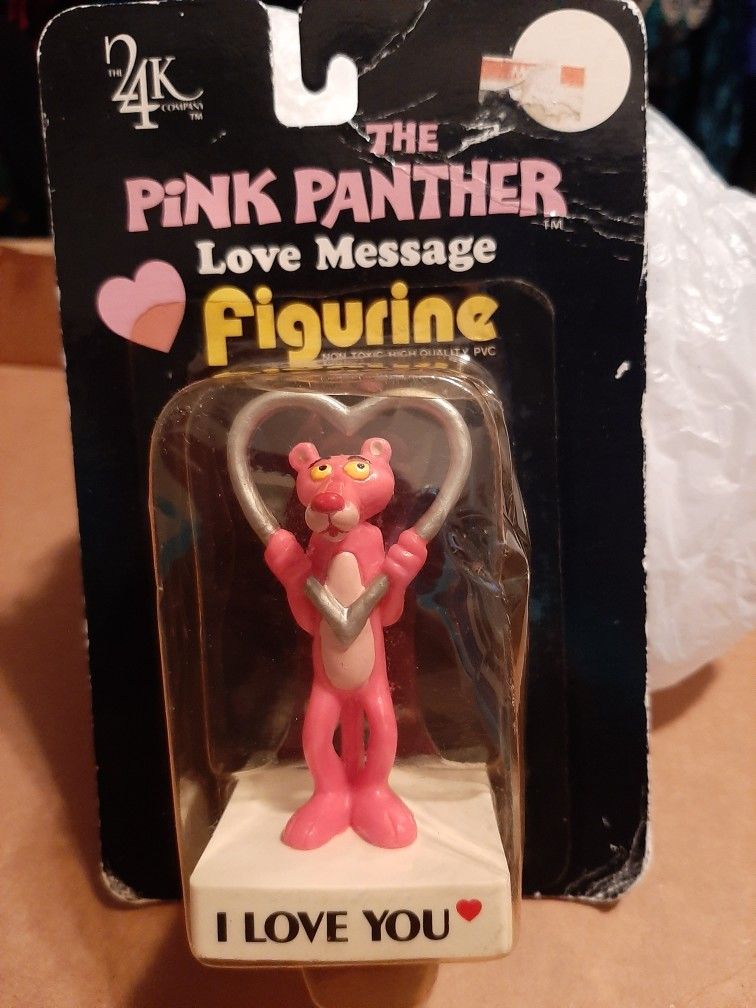 THE
24K
COMPANY
TM
THE
PiNK PANTHER
TM
Love Message
Figurine
NON TOXIC HIGH QUALITY PVC
I LOVE YOU